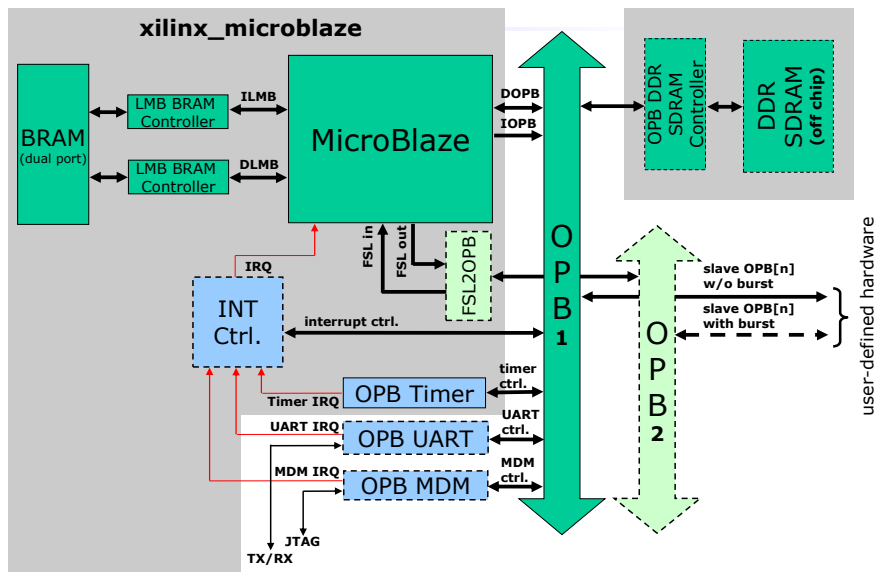 xilinx_microblaze
BRAM
(dual port)
LMB BRAM
Controller
ILMB
LMB BRAM
Controller
DLMB
MicroBlaze
DOPB
IOPB
OPB DDR
SDRAM
Controller
DDR
SDRAM
(off chip)
FSL in
FSL out
FSL2OPB
IRQ
INT
Ctrl.
interrupt ctrl.
OPB
1
OPB
2
slave OPB[n]
w/o burst
slave OPB[n]
with burst
user-defined hardware
Timer IRQ
OPB Timer
timer
ctrl.
UART IRQ
OPB UART
UART
ctrl.
MDM IRQ
OPB MDM
MDM
ctrl.
JTAG
TX/RX